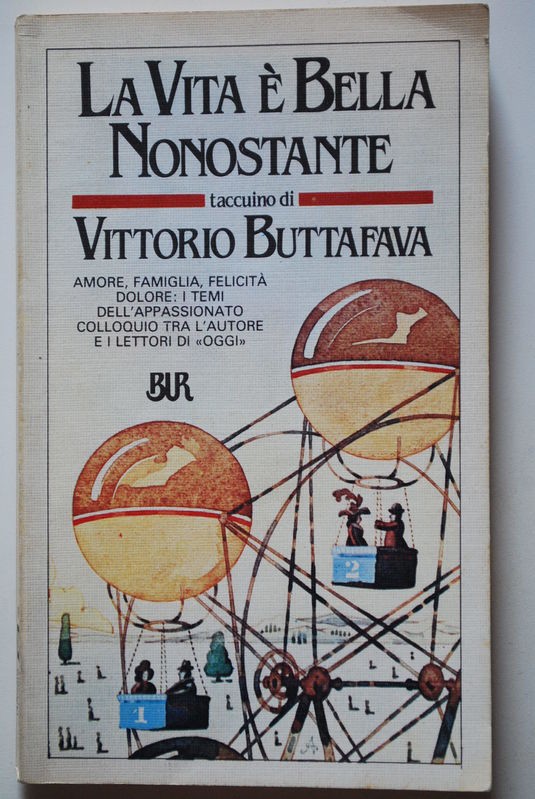 LA VITA È BELLA
NONOSTANTE
taccuino di
VITTORIO BUTTAFAVA
AMORE, FAMIGLIA, FELICITÀ
DOLORE: I TEMI
DELL'APPASSIONATO
COLLOQUIO TRA L'AUTORE
E I LETTORI DI «OGGI»
BUR
2
1